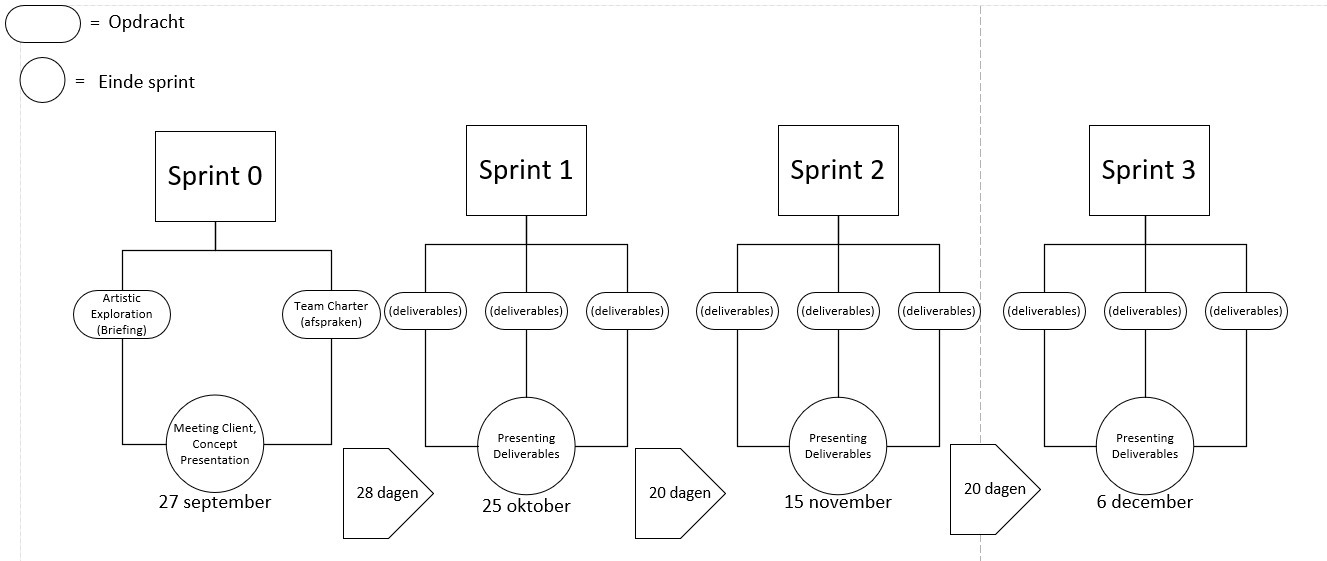 = Opdracht
= Einde sprint
Sprint 0
Sprint 1
Sprint 2
Sprint 3
Artistic
Exploration
(Briefing)
Team Charter
(afspraken)
(deliverables)
(deliverables)
(deliverables)
(deliverables)
(deliverables)
(deliverables)
(deliverables)
(deliverables)
(deliverables)
Meeting Client,
Concept
Presentation
Presenting
Deliverables
Presenting
Deliverables
Presenting
Deliverables
27 september
28 dagen
25 oktober
20 dagen
15 november
20 dagen
6 december